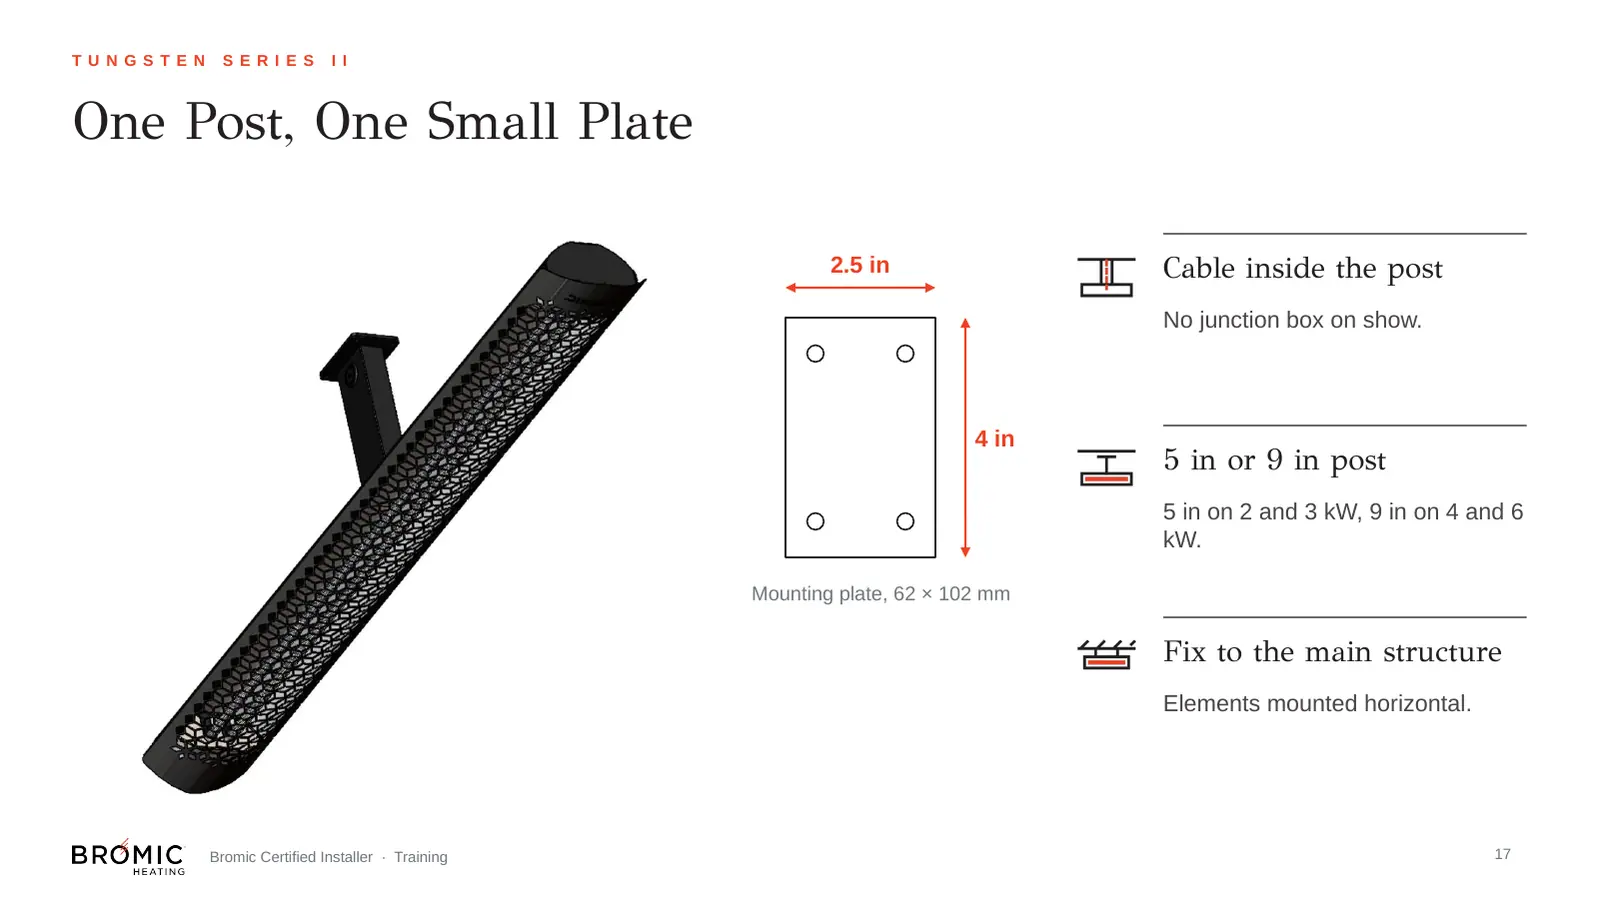 TUNGSTEN SERIES II
One Post, One Small Plate
2.5 in
4 in
Mounting plate, 62 × 102 mm
Cable inside the post
No junction box on show.
5 in or 9 in post
5 in on 2 and 3 kW, 9 in on 4 and 6
kW.
Fix to the main structure
Elements mounted horizontal.
BROMIC
HEATING
Bromic Certified Installer · Training
17